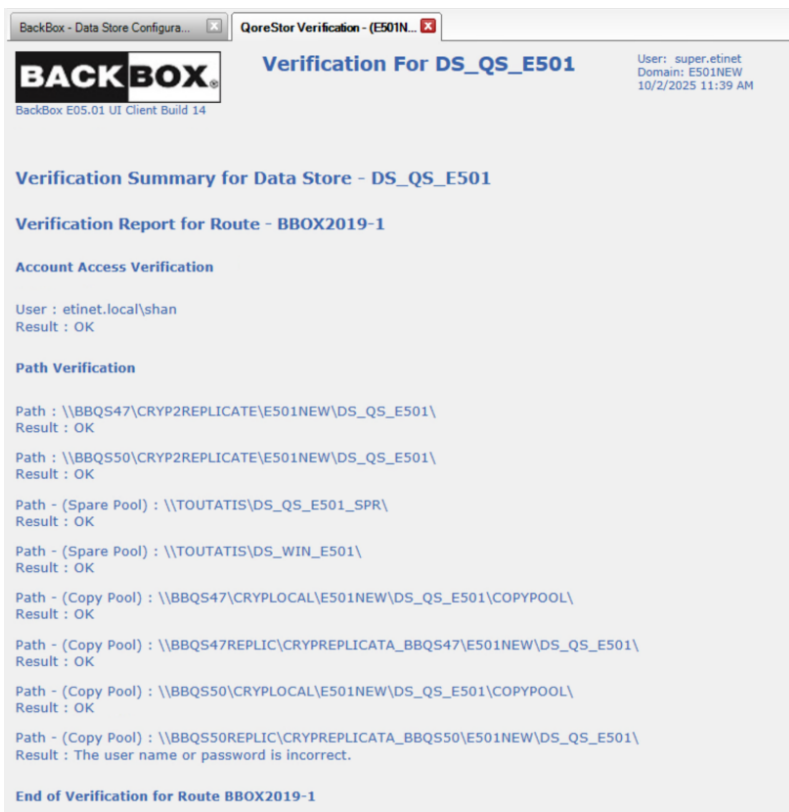 BackBox - Data Store Configura...
QoreStor Verification - (E501N...
BACKBOX®
BackBox E05.01 UI Client Build 14
Verification For DS_QS_E501
User: super.etinet
Domain: E501NEW
10/2/2025 11:39 AM
Verification Summary for Data Store - DS_QS_E501
Verification Report for Route - BBOX2019-1
Account Access Verification
User : etinet.local\shan
Result : OK
Path Verification
Path : \\BBQS47\CRYP2REPLICATE\E501NEW\DS_QS_E501\
Result : OK
Path : \\BBQS50\CRYP2REPLICATE\E501NEW\DS_QS_E501\
Result : OK
Path - (Spare Pool) : \\TOUTATIS\DS_QS_E501_SPR\
Result : OK
Path - (Spare Pool) : \\TOUTATIS\DS_WIN_E501\
Result : OK
Path - (Copy Pool) : \\BBQS47\CRYPLOCAL\E501NEW\DS_QS_E501\COPYPOOL\
Result : OK
Path - (Copy Pool) : \\BBQS47REPLIC\CRYPREPLICATA_BBQS47\E501NEW\DS_QS_E501\
Result : OK
Path - (Copy Pool) : \\BBQS50\CRYPLOCAL\E501NEW\DS_QS_E501\COPYPOOL\
Result : OK
Path - (Copy Pool) : \\BBQS50REPLIC\CRYPREPLICATA_BBQS50\E501NEW\DS_QS_E501\
Result : The user name or password is incorrect.
End of Verification for Route BBOX2019-1